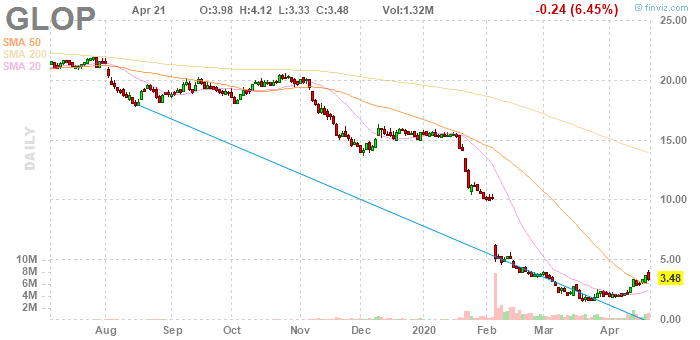 GLOP
Apr 21 O:3.98 H:4.12 L:3.33 C:3.48 Vol:1.32M -0.24 (6.45%)
© finviz.com
SMA 50
SMA 200
SMA 20
DAILY
25.00
20.00
15.00
10.00
5.00
3.48
10M
8M
6M
4M
2M
Aug Sep Oct Nov Dec 2020 Feb Mar Apr